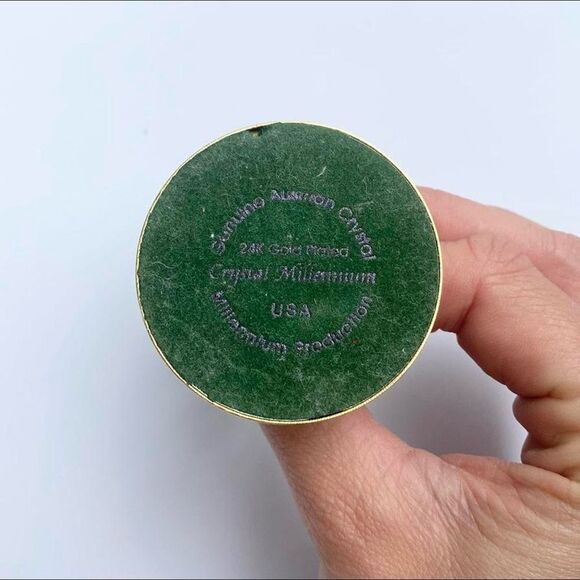 Genuine Austrian Crystal
24K Gold Plated
Crystal Millennium
USA
Millennium Production